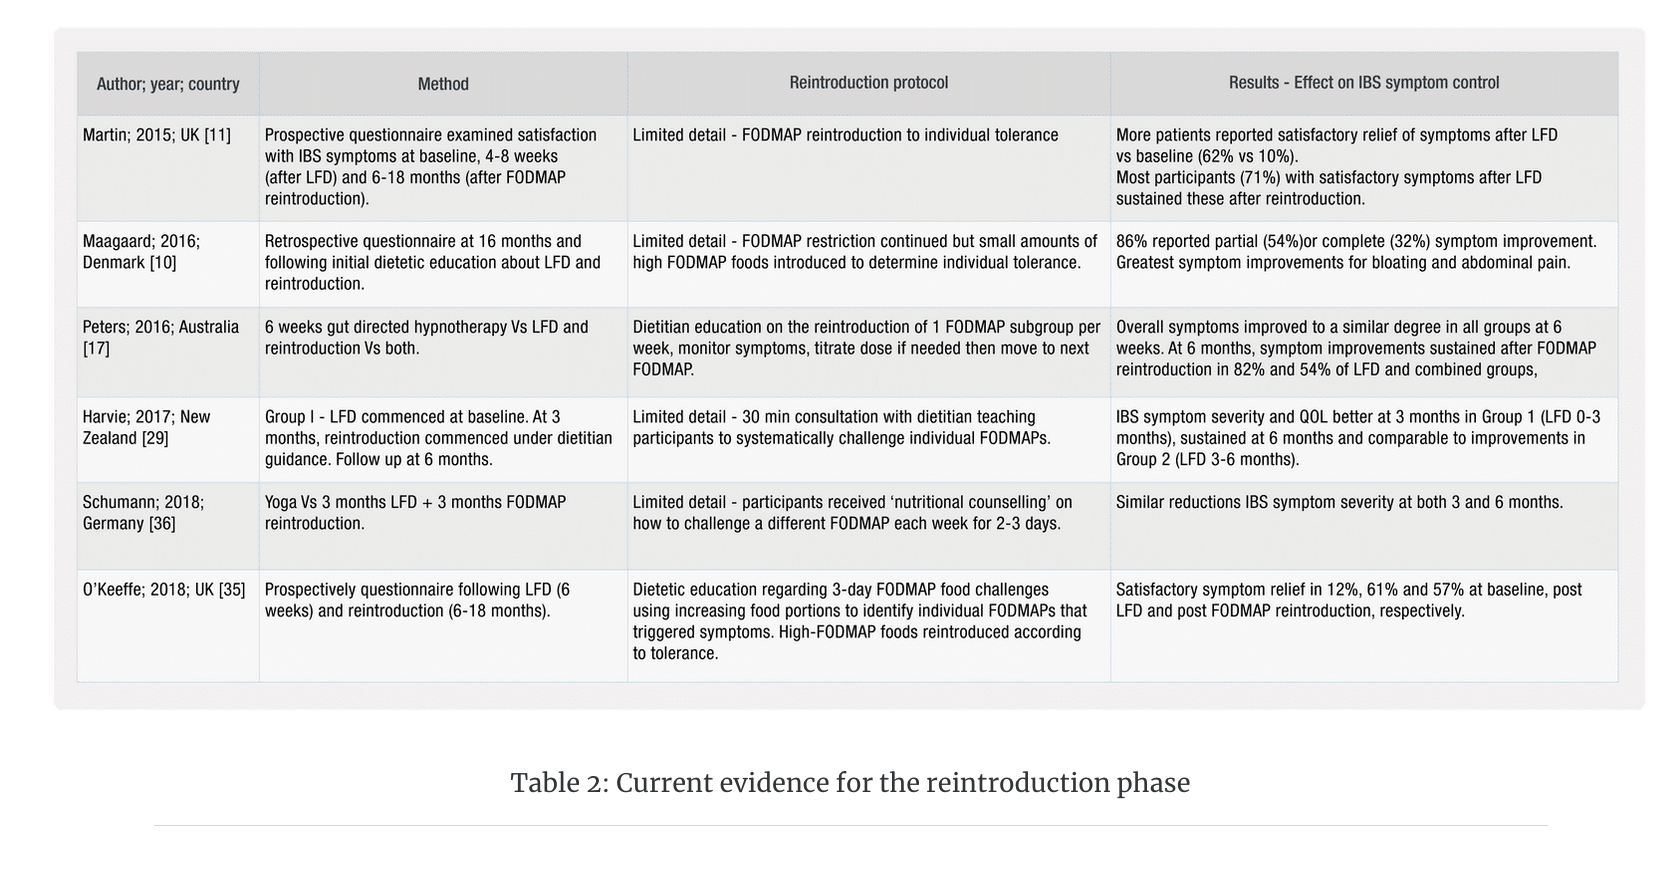 Author; year; country
Method
Reintroduction protocol
Results - Effect on IBS symptom control
Martin; 2015; UK [11]
Prospective questionnaire examined satisfaction
with IBS symptoms at baseline, 4-8 weeks
(after LFD) and 6-18 months (after FODMAP
reintroduction).
Limited detail - FODMAP reintroduction to individual tolerance
More patients reported satisfactory relief of symptoms after LFD
vs baseline (62% vs 10%).
Most participants (71%) with satisfactory symptoms after LFD
sustained these after reintroduction.
Maagaard; 2016;
Denmark [10]
Retrospective questionnaire at 16 months and
following initial dietetic education about LFD and
reintroduction.
Limited detail - FODMAP restriction continued but small amounts of
high FODMAP foods introduced to determine individual tolerance.
86% reported partial (54%)or complete (32%) symptom improvement.
Greatest symptom improvements for bloating and abdominal pain.
Peters; 2016; Australia
[17]
6 weeks gut directed hypnotherapy Vs LFD and
reintroduction Vs both.
Dietitian education on the reintroduction of 1 FODMAP subgroup per
week, monitor symptoms, titrate dose if needed then move to next
FODMAP.
Overall symptoms improved to a similar degree in all groups at 6
weeks. At 6 months, symptom improvements sustained after FODMAP
reintroduction in 82% and 54% of LFD and combined groups,
Harvie; 2017; New
Zealand [29]
Group I - LFD commenced at baseline. At 3
months, reintroduction commenced under dietitian
guidance. Follow up at 6 months.
Limited detail - 30 min consultation with dietitian teaching
participants to systematically challenge individual FODMAPs.
IBS symptom severity and QOL better at 3 months in Group 1 (LFD 0-3
months), sustained at 6 months and comparable to improvements in
Group 2 (LFD 3-6 months).
Schumann; 2018;
Germany [36]
Yoga Vs 3 months LFD + 3 months FODMAP
reintroduction.
Limited detail - participants received ‘nutritional counselling’ on
how to challenge a different FODMAP each week for 2-3 days.
Similar reductions IBS symptom severity at both 3 and 6 months.
O’Keeffe; 2018; UK [35]
Prospectively questionnaire following LFD (6
weeks) and reintroduction (6-18 months).
Dietetic education regarding 3-day FODMAP food challenges
using increasing food portions to identify individual FODMAPs that
triggered symptoms. High-FODMAP foods reintroduced according
to tolerance.
Satisfactory symptom relief in 12%, 61% and 57% at baseline, post
LFD and post FODMAP reintroduction, respectively.
Table 2: Current evidence for the reintroduction phase